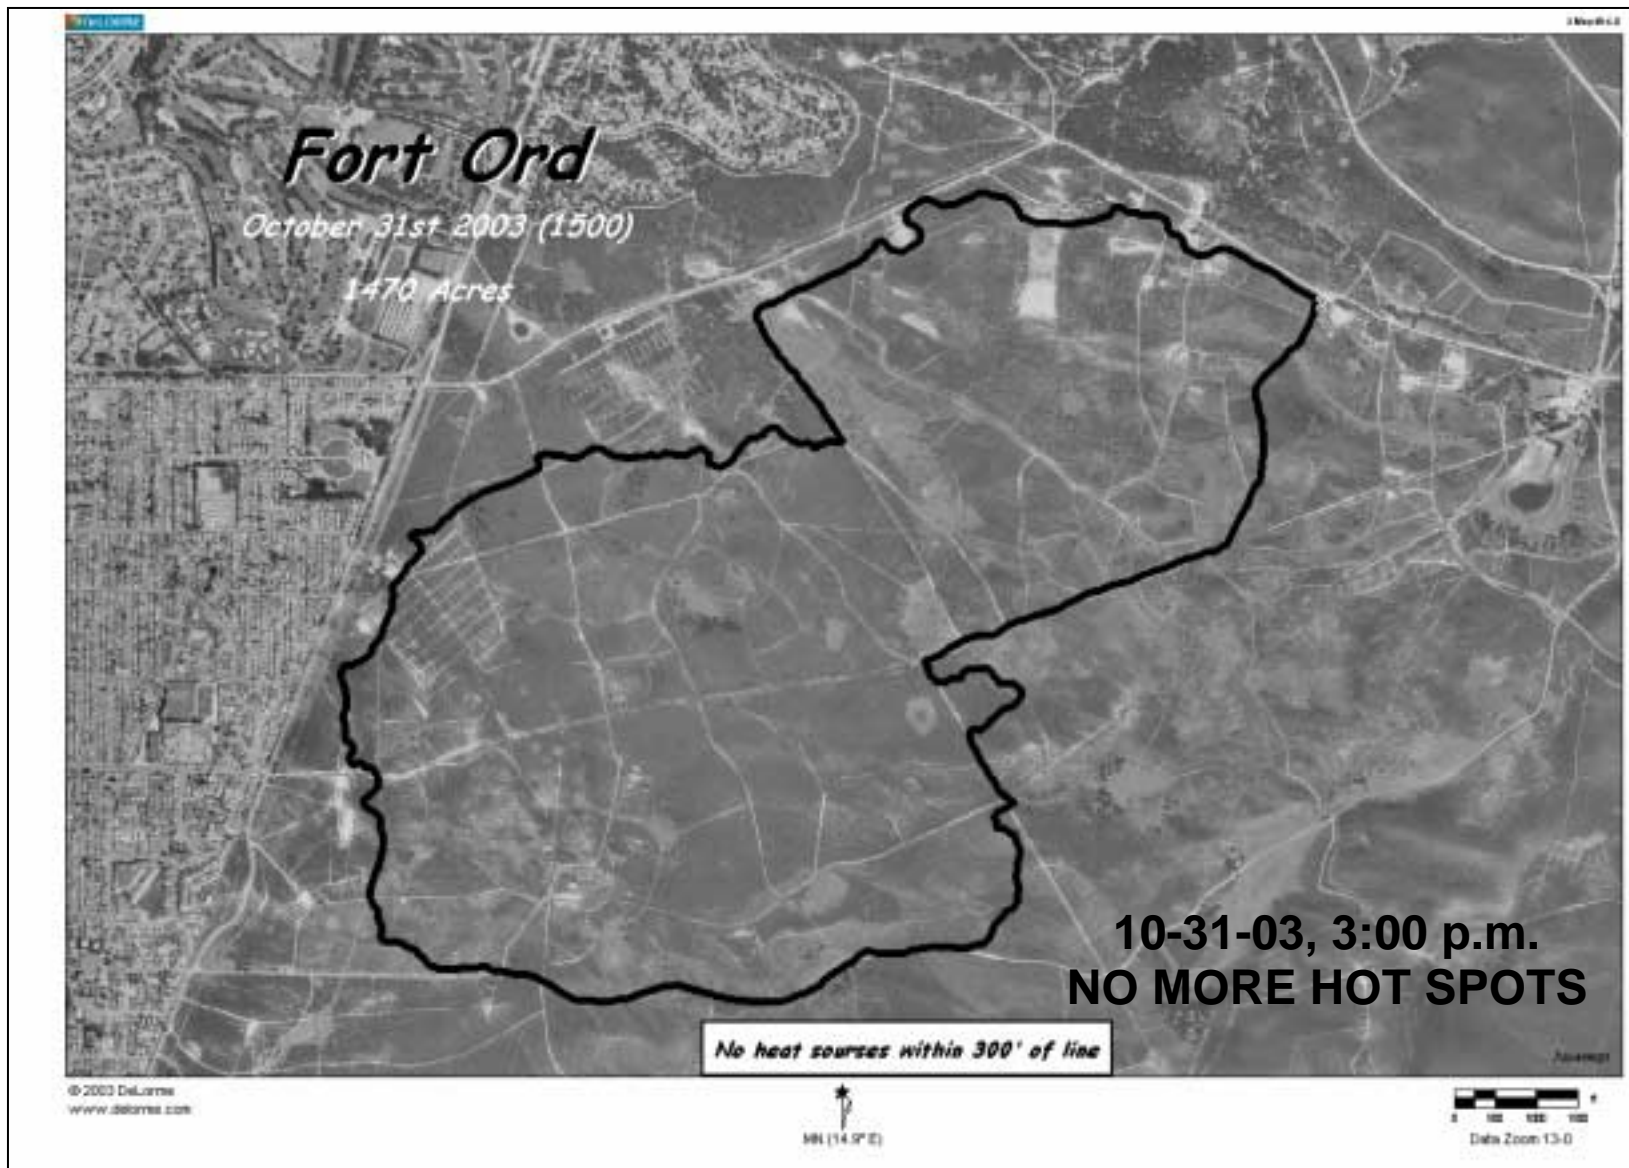 Fort Ord
October 31st 2003 (1500)
1470 Acres
10-31-03, 3:00 p.m.
NO MORE HOT SPOTS
No heat sourses within 300' of line
© 2003 DeLorme
www.delorme.com
MN (14.9° E)
Data Zoom 13-0